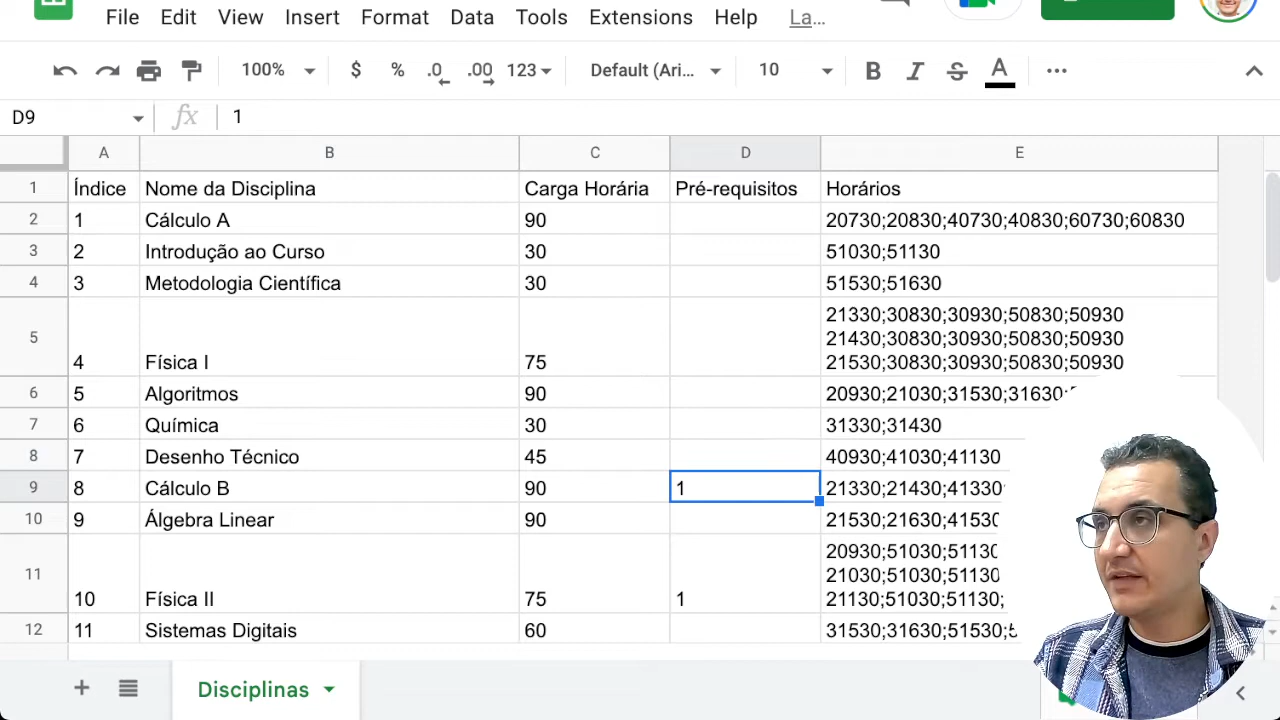 File Edit View Insert Format Data Tools Extensions Help La...
100% $ % .0 .00 123 Default (Ari... 10 B I S A
D9 fx 1
A B C D E
1 Índice Nome da Disciplina Carga Horária Pré-requisitos Horários
2 1 Cálculo A 90 20730;20830;40730;40830;60730;60830
3 2 Introdução ao Curso 30 51030;51130
4 3 Metodologia Científica 30 51530;51630
21330;30830;30930;50830;50930
21430;30830;30930;50830;50930
5 4 Física I 75 21530;30830;30930;50830;50930
6 5 Algoritmos 90 20930;21030;31530;31630;
7 6 Química 30 31330;31430
8 7 Desenho Técnico 45 40930;41030;41130
9 8 Cálculo B 90 1 21330;21430;41330
10 9 Álgebra Linear 90 21530;21630;41530
20930;51030;51130
21030;51030;51130
11 10 Física II 75 1 21130;51030;51130;
12 11 Sistemas Digitais 60 31530;31630;51530;
Disciplinas